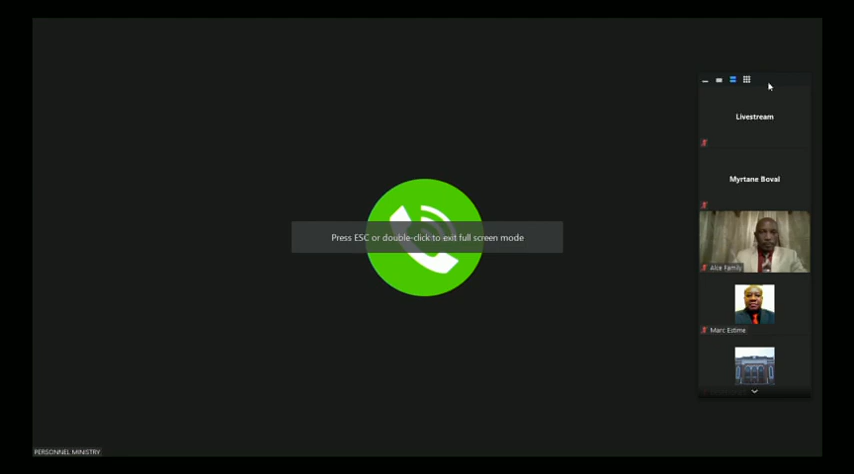 Livestream
Myrtane Boval
Press ESC or double-click to exit full screen mode
Alce Family
Marc Estime
PERSONNEL MINISTRY